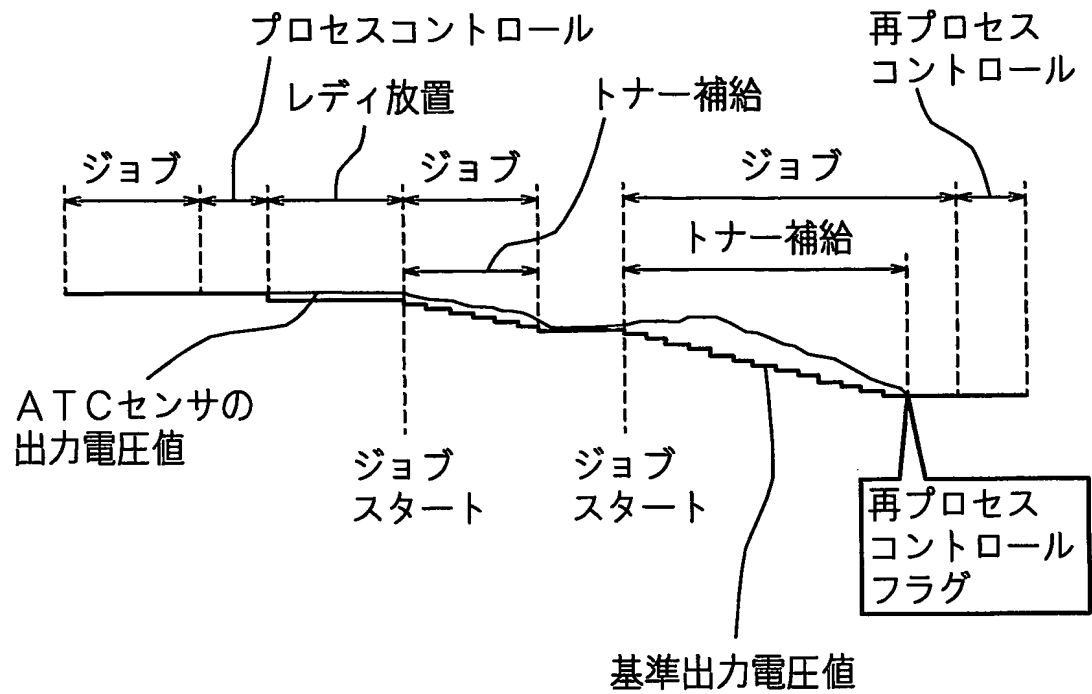 プロセスコントロール
再プロセス
コントロール
レディ放置
トナー補給
ジョブ
ジョブ
ジョブ
トナー補給
ＡＴＣセンサの
出力電圧値
ジョブ
スタート
ジョブ
スタート
再プロセス
コントロール
フラグ
基準出力電圧値